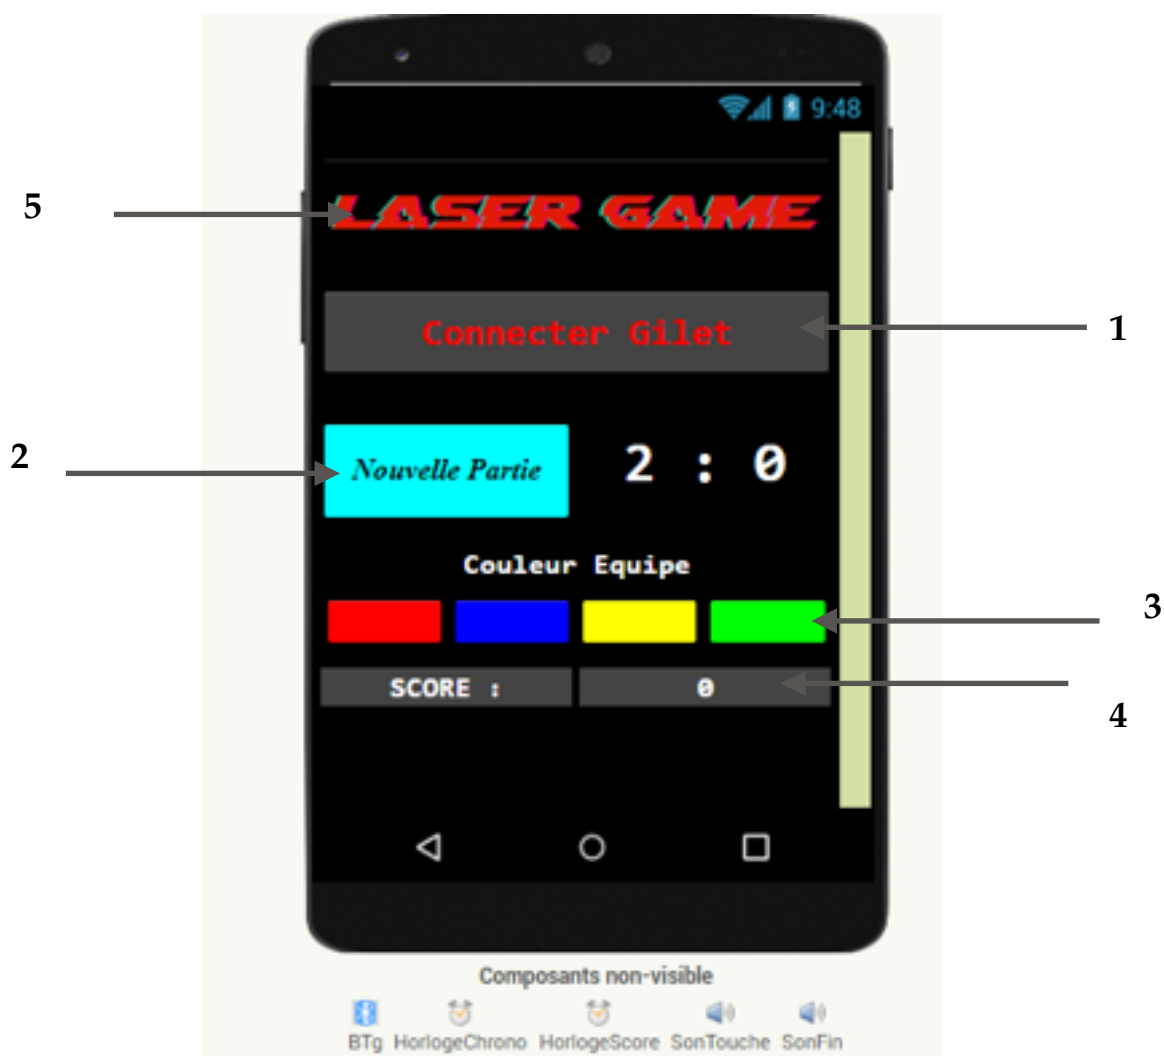 9:48
5
LASER GAME
Connecter Gilet
1
2
Nouvelle Partie
2 : 0
Couleur Equipe
3
SCORE :
0
4
Composants non-visible
BTg HorlogeChrono HorlogeScore SonTouche SonFin